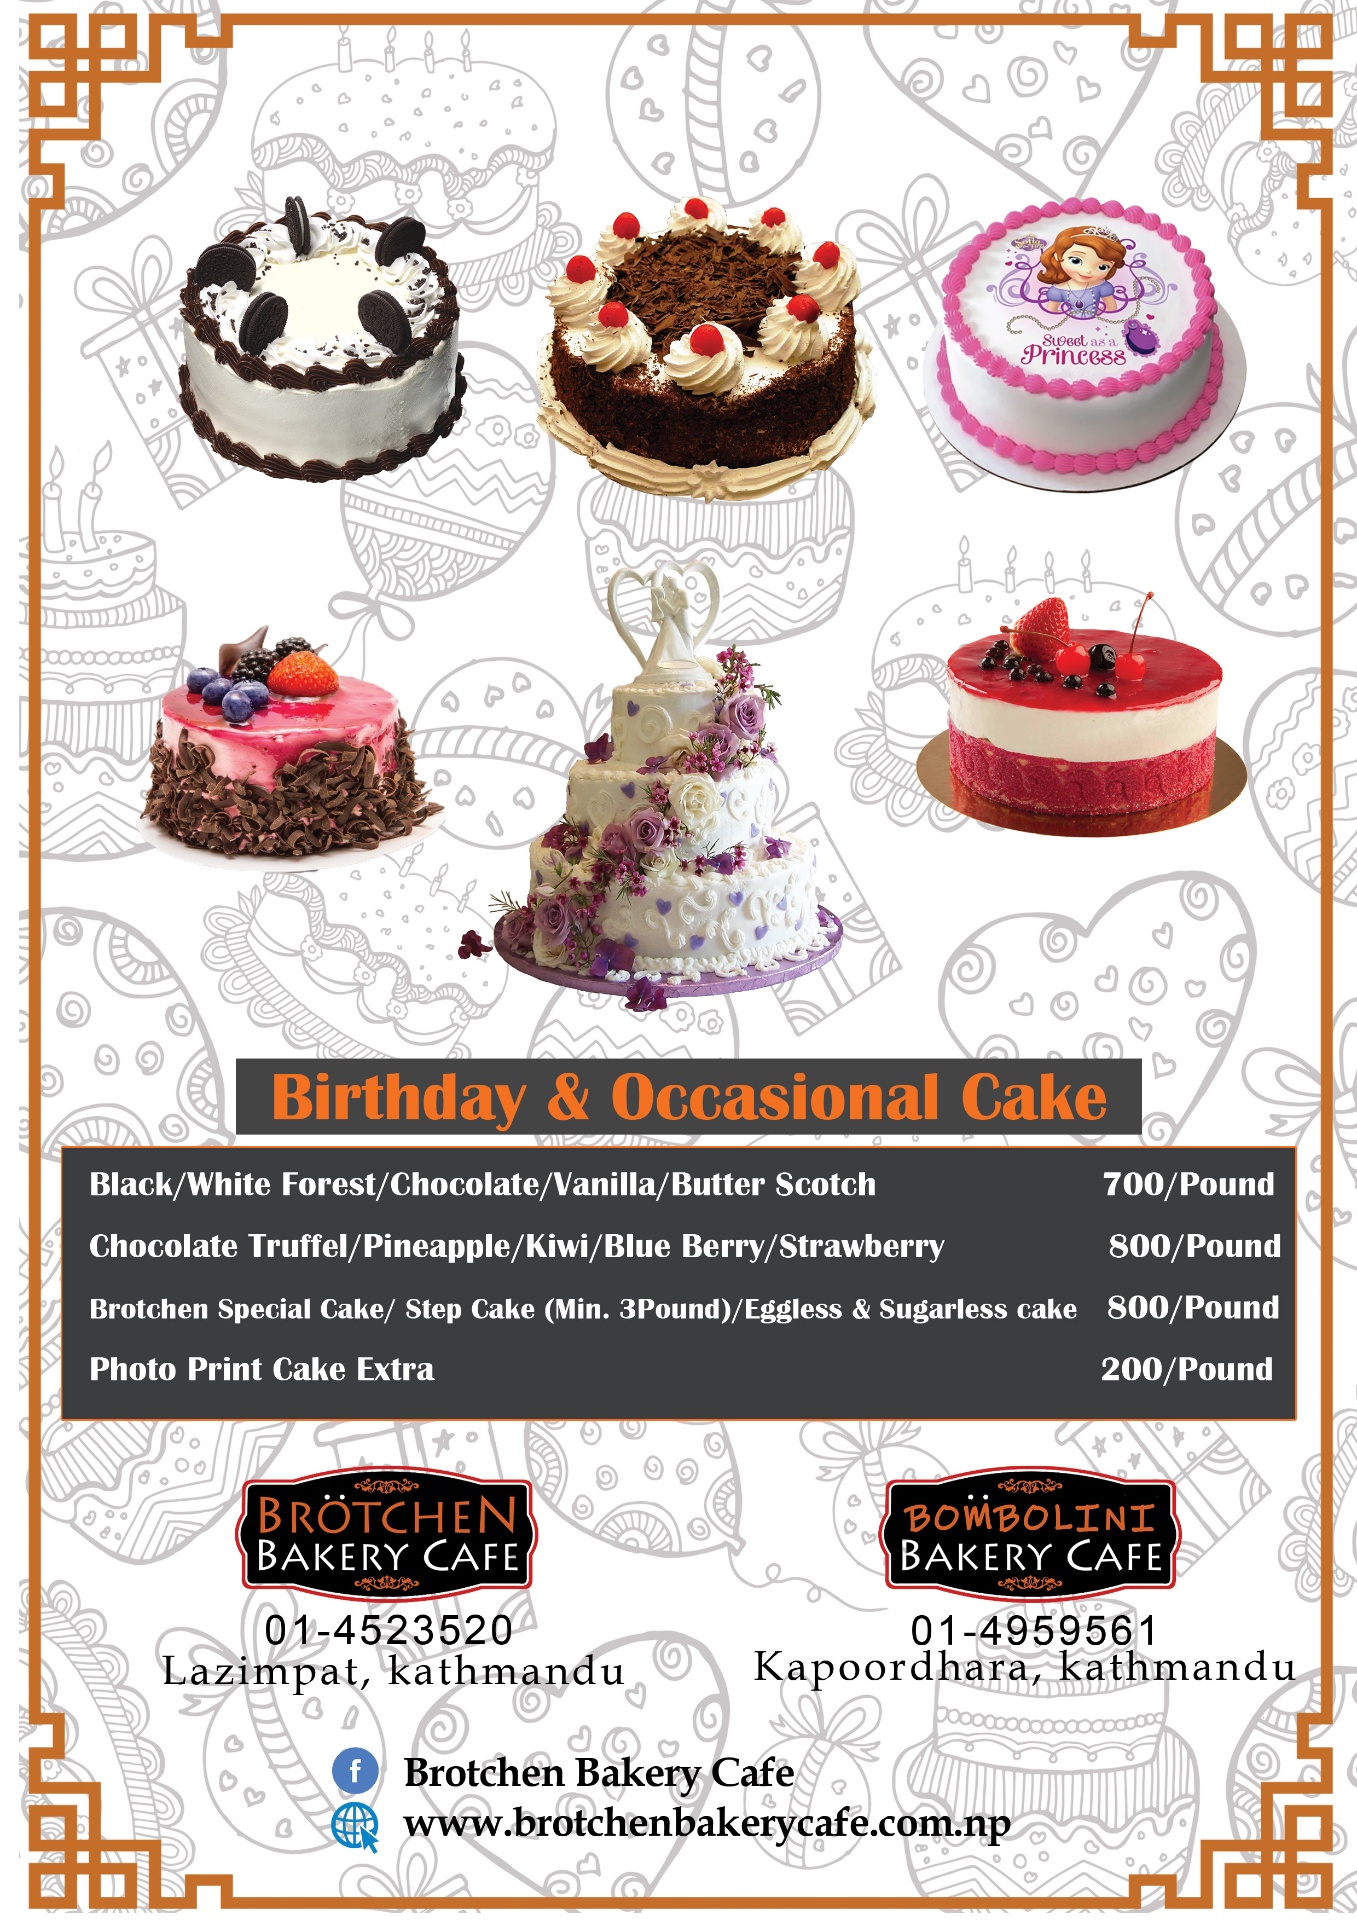 Sofia
Sweet as a
Princess
Birthday & Occasional Cake
Black/White Forest/Chocolate/Vanilla/Butter Scotch 700/Pound
Chocolate Truffel/Pineapple/Kiwi/Blue Berry/Strawberry 800/Pound
Brotchen Special Cake/ Step Cake (Min. 3Pound)/Eggless & Sugarless cake 800/Pound
Photo Print Cake Extra 200/Pound
BRÖTCHEN
BAKERY CAFE
01-4523520
Lazimpat, kathmandu
BOM̈BOLINI
BAKERY CAFE
01-4959561
Kapoordhara, kathmandu
f Brotchen Bakery Cafe
www.brotchenbakerycafe.com.np